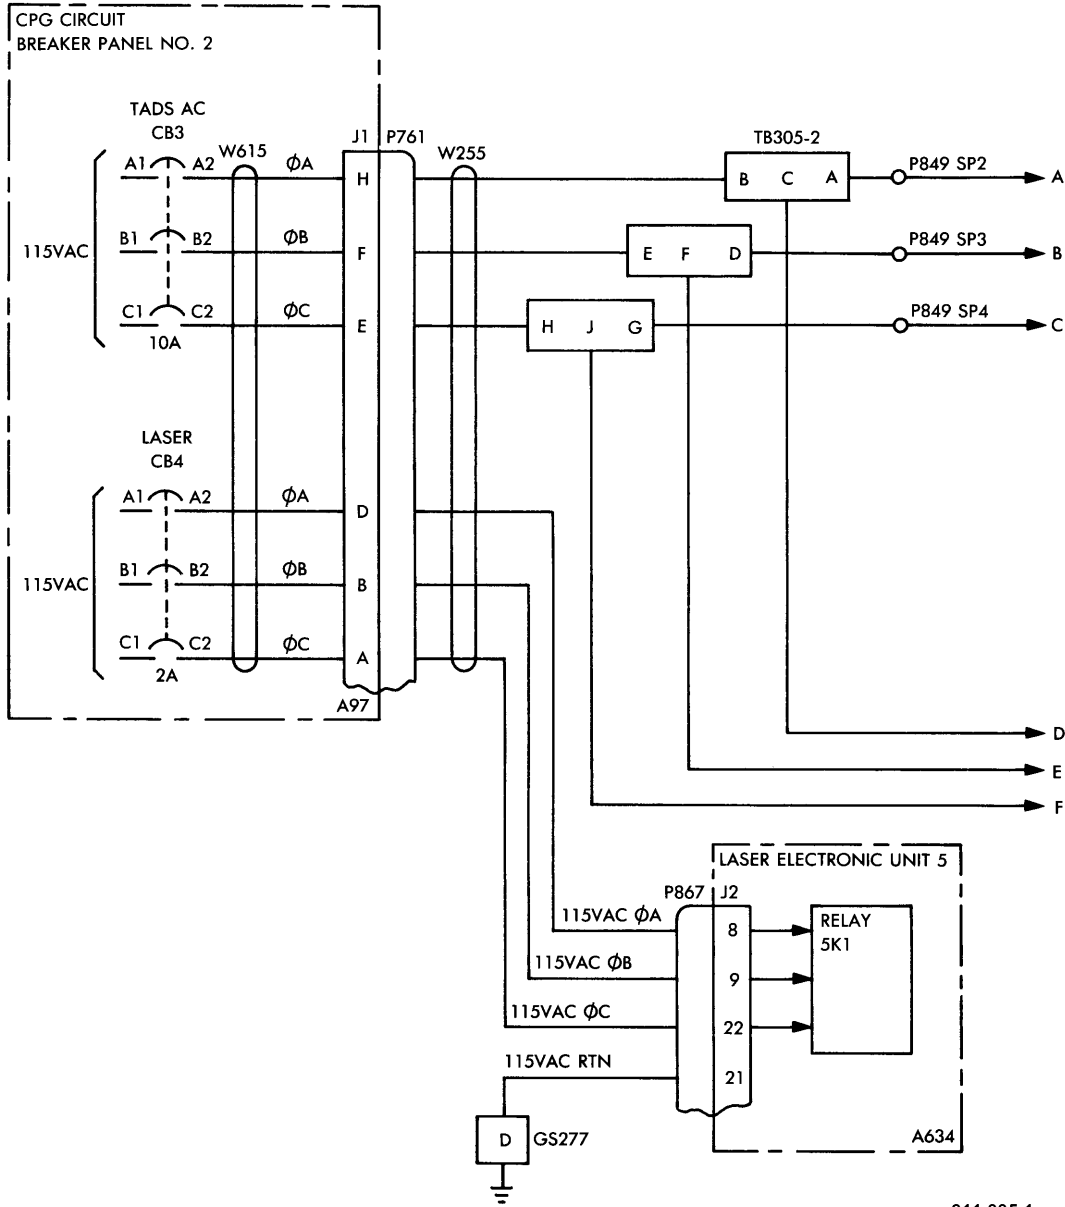 CPG CIRCUIT
BREAKER PANEL NO. 2
TADS AC
CB3
J1 P761
TB305-2
W615
W255
A1 A2 ØA H
B C A
P849 SP2
A
115VAC
B1 B2 ØB F
E F D
P849 SP3
B
C1 C2 ØC E
H J G
P849 SP4
C
10A
LASER
CB4
A1 A2 ØA D
115VAC
B1 B2 ØB B
C1 C2 ØC A
2A
A97
D
E
F
LASER ELECTRONIC UNIT 5
P867 J2
115VAC ØA
8
RELAY
5K1
115VAC ØB
9
115VAC ØC
22
115VAC RTN
21
D GS277
A634